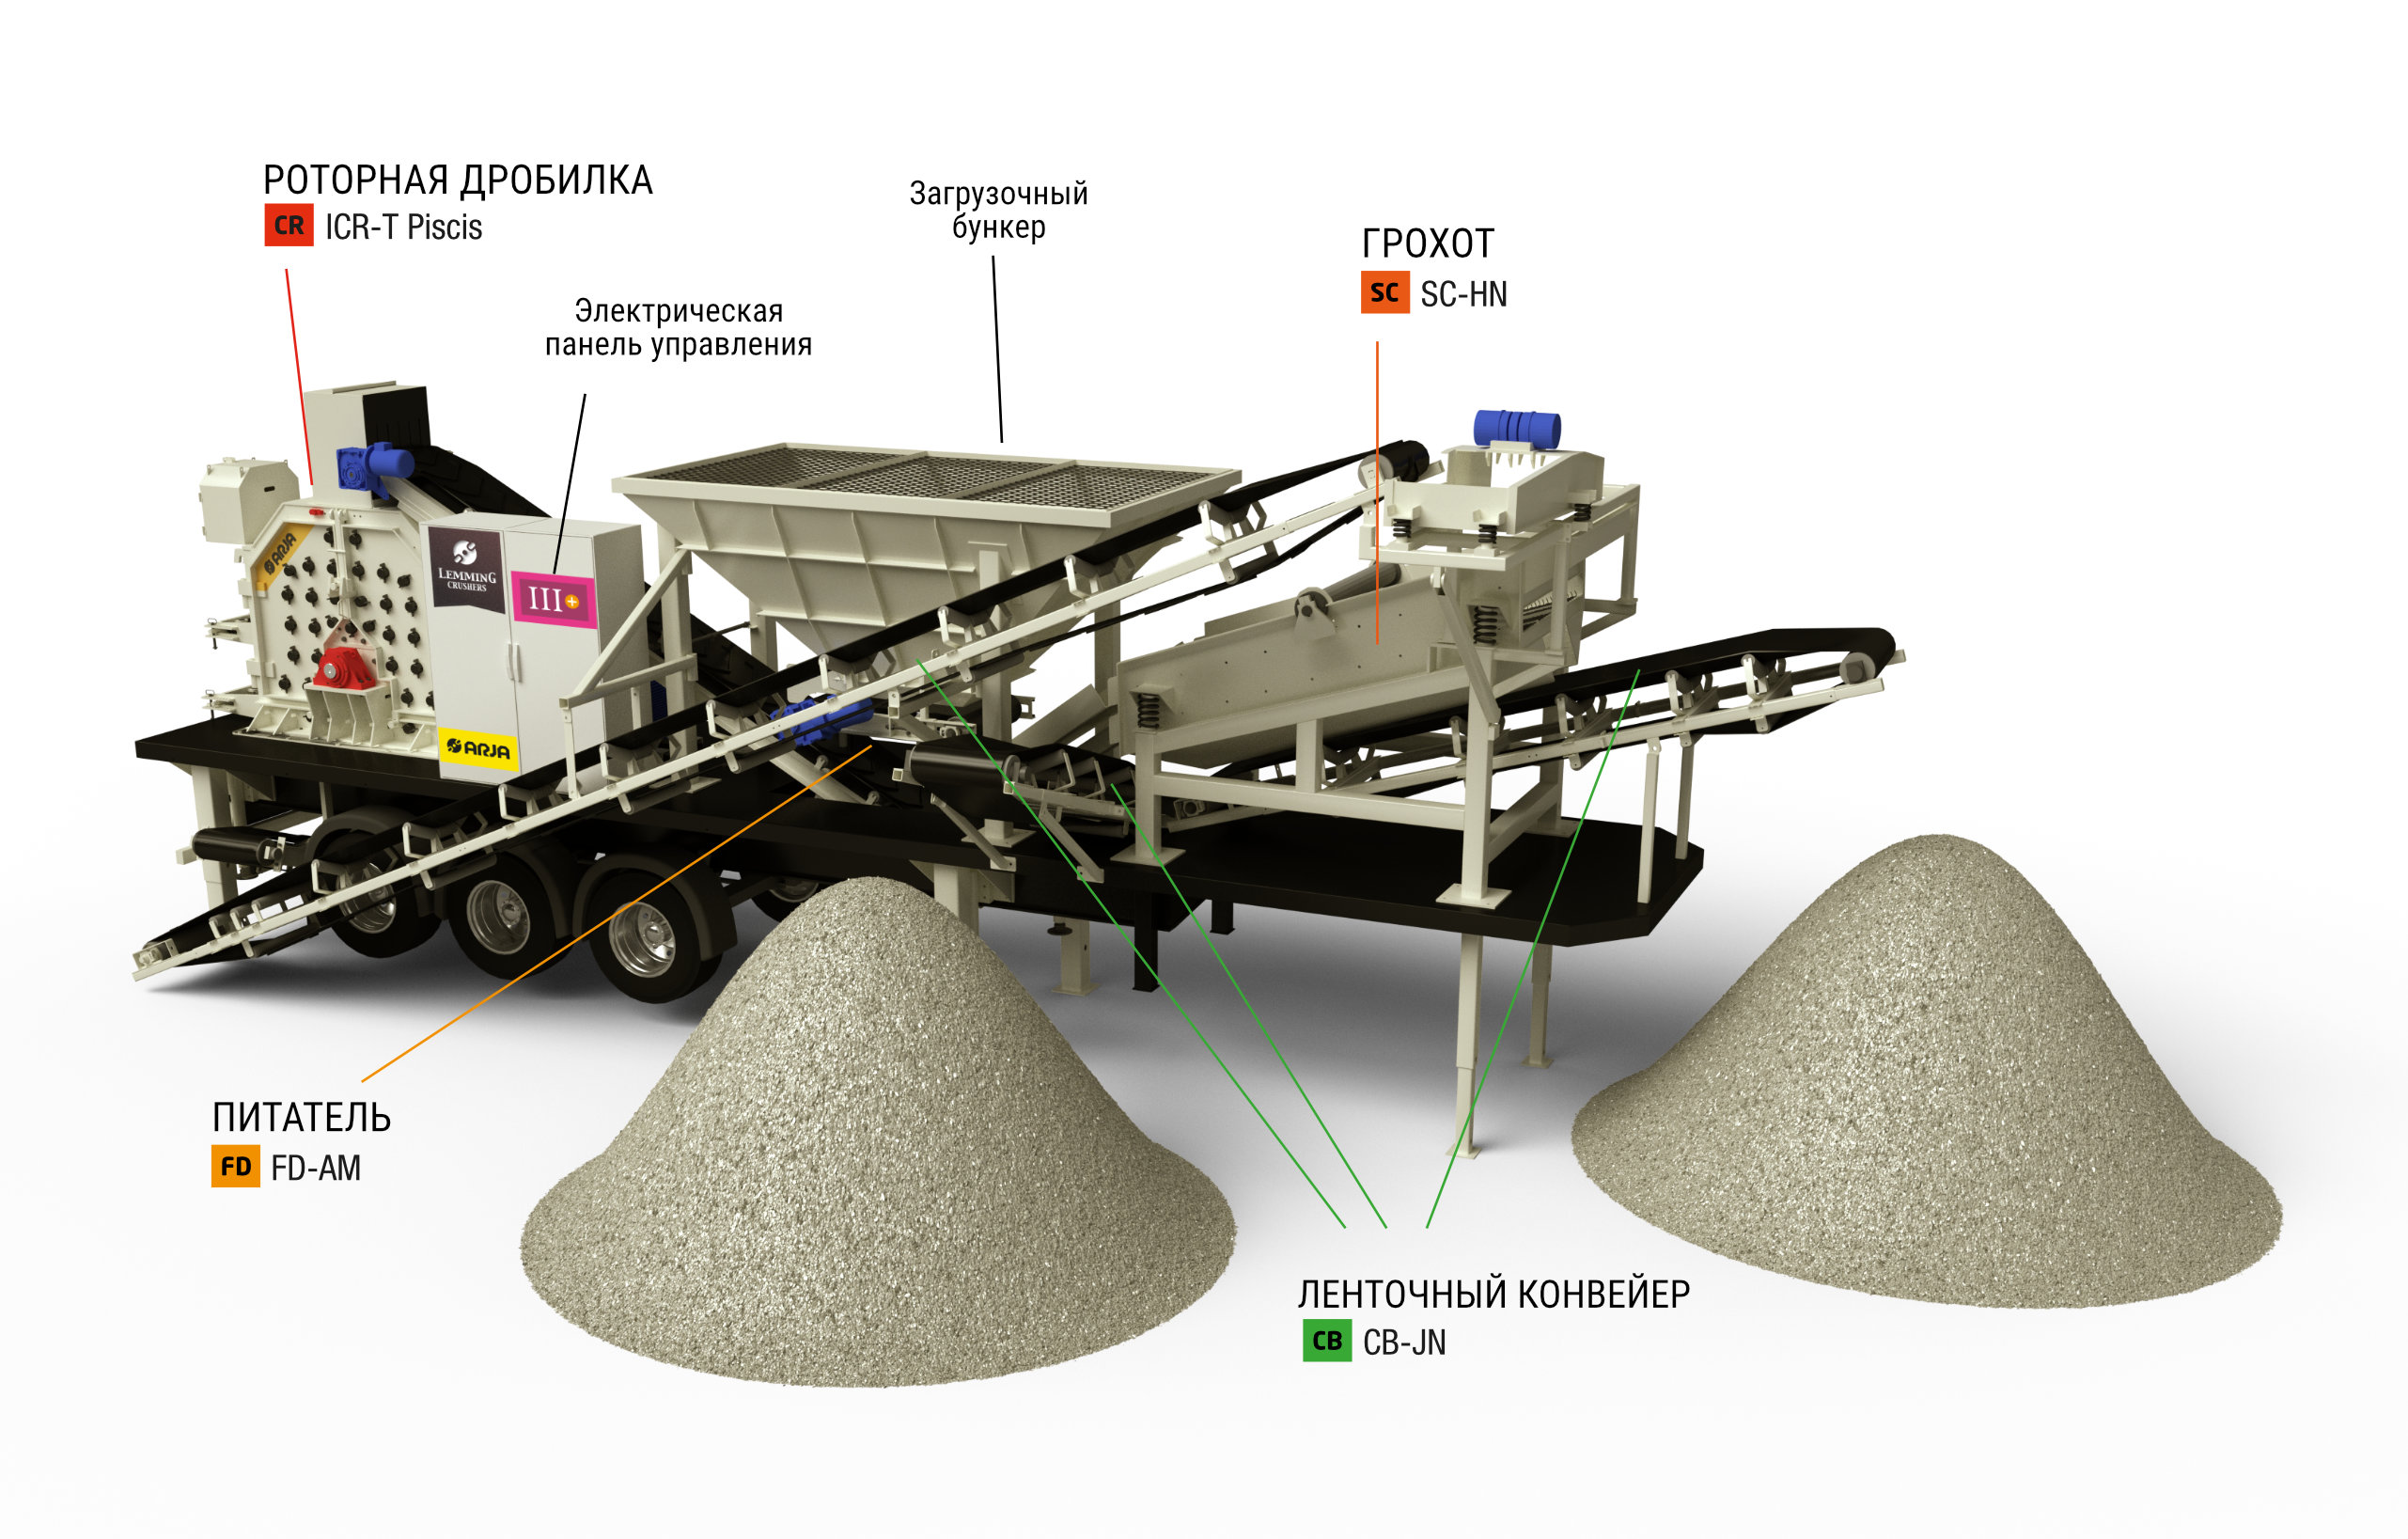 РОТОРНАЯ ДРОБИЛКА
CR ICR-T Piscis
Электрическая
панель управления
Загрузочный
бункер
ГРОХОТ
SC SC-HN
ARJA
LEMMING
CRUSHERS
III+
ARJA
ПИТАТЕЛЬ
FD FD-AM
ЛЕНТОЧНЫЙ КОНВЕЙЕР
CB CB-JN